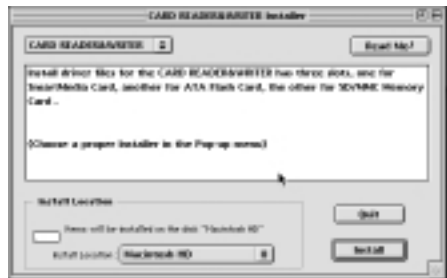 CARD READER&WRITER Installer
CARD READER&WRITER
Read Me!
Install driver files for the CARD READER&WRITER has three slots, one for
SmartMedia Card, another for ATA Flash Card, the other for SD/MMC Memory
Card .
(Choose a proper installer in the Pop-up menu)
Install Location
Items will be installed on the disk "Macintosh HD"
Install Location: Macintosh HD
Quit
Install